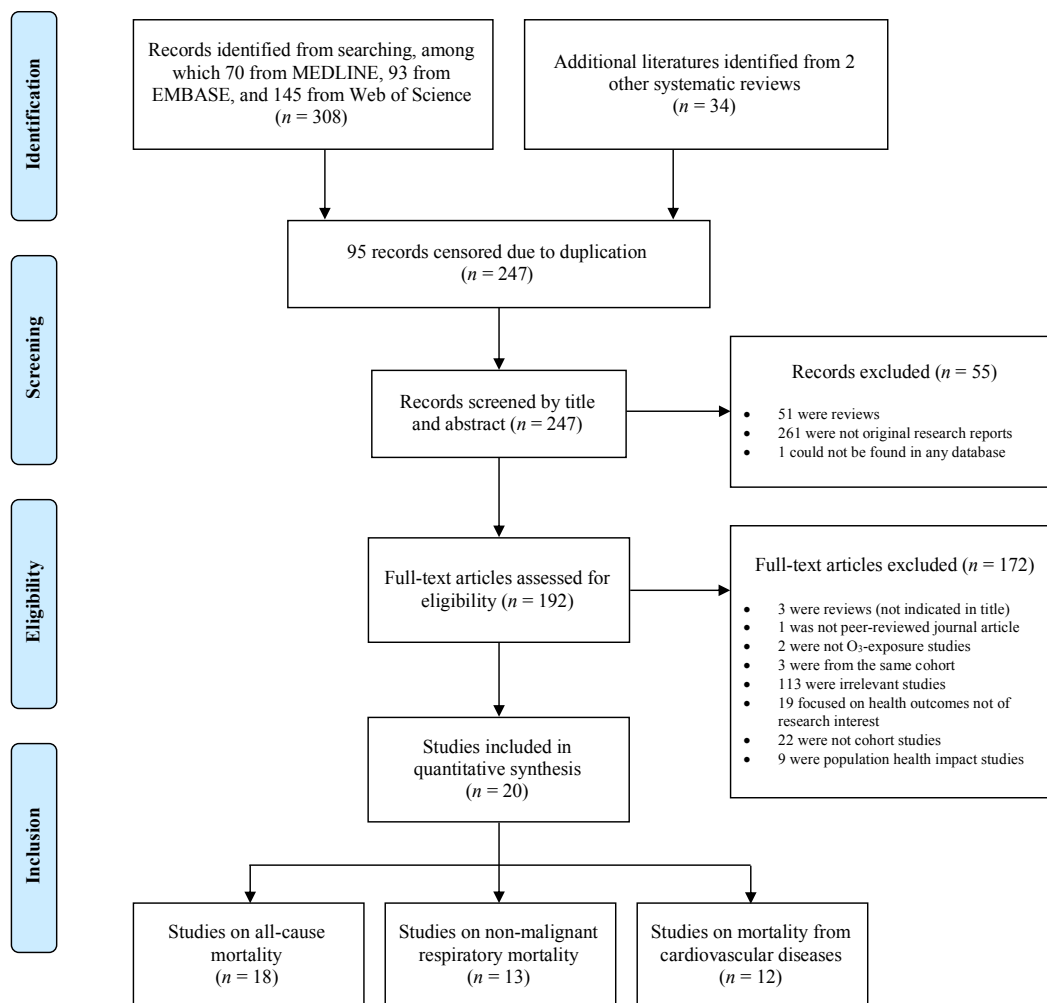 Identification
Records identified from searching, among
which 70 from MEDLINE, 93 from
EMBASE, and 145 from Web of Science
(n = 308)
Additional literatures identified from 2
other systematic reviews
(n = 34)
95 records censored due to duplication
(n = 247)
Screening
Records screened by title
and abstract (n = 247)
Records excluded (n = 55)
• 51 were reviews
• 261 were not original research reports
• 1 could not be found in any database
Eligibility
Full-text articles assessed for
eligibility (n = 192)
Full-text articles excluded (n = 172)
• 3 were reviews (not indicated in title)
• 1 was not peer-reviewed journal article
• 2 were not O₃-exposure studies
• 3 were from the same cohort
• 113 were irrelevant studies
• 19 focused on health outcomes not of
research interest
• 22 were not cohort studies
• 9 were population health impact studies
Inclusion
Studies included in
quantitative synthesis
(n = 20)
Studies on all-cause
mortality
(n = 18)
Studies on non-malignant
respiratory mortality
(n = 13)
Studies on mortality from
cardiovascular diseases
(n = 12)